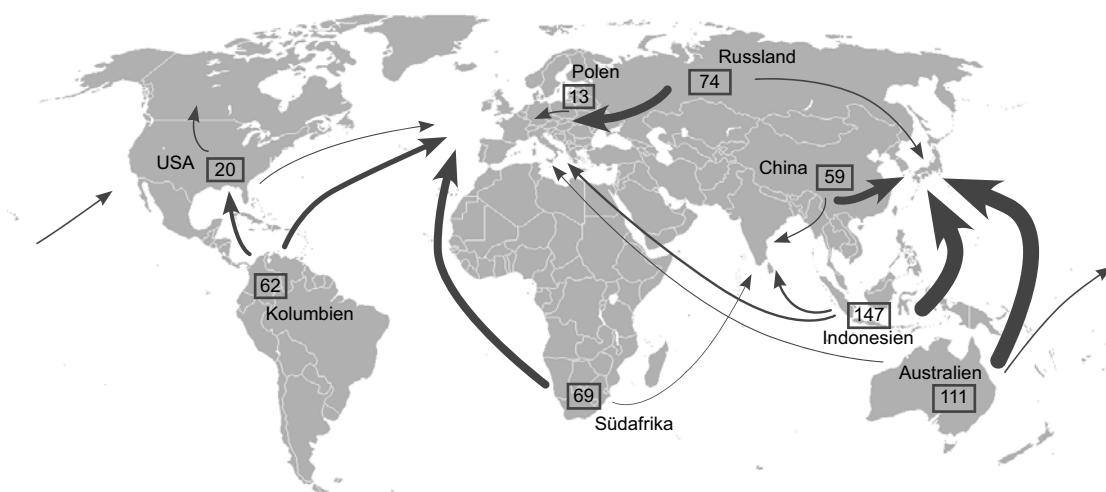 Russland
74
Polen
13
USA
20
China
59
62
Kolumbien
147
Indonesien
Australien
111
69
Südafrika